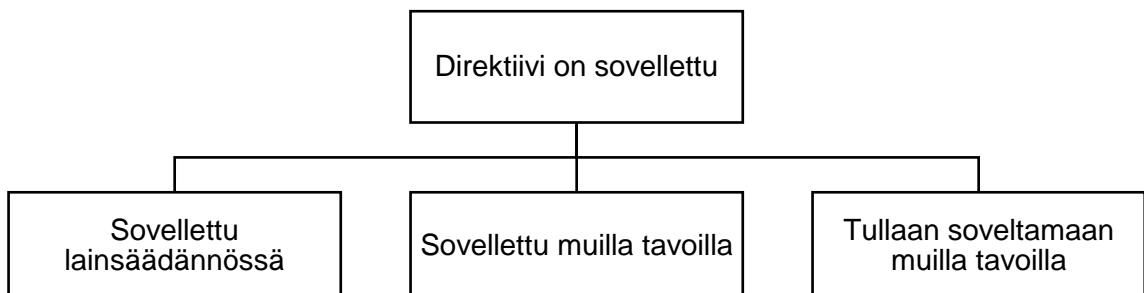 Direktiivi on sovellettu
Sovellettu
lainsäädännössä
Sovellettu muilla tavoilla
Tullaan soveltamaan
muilla tavoilla